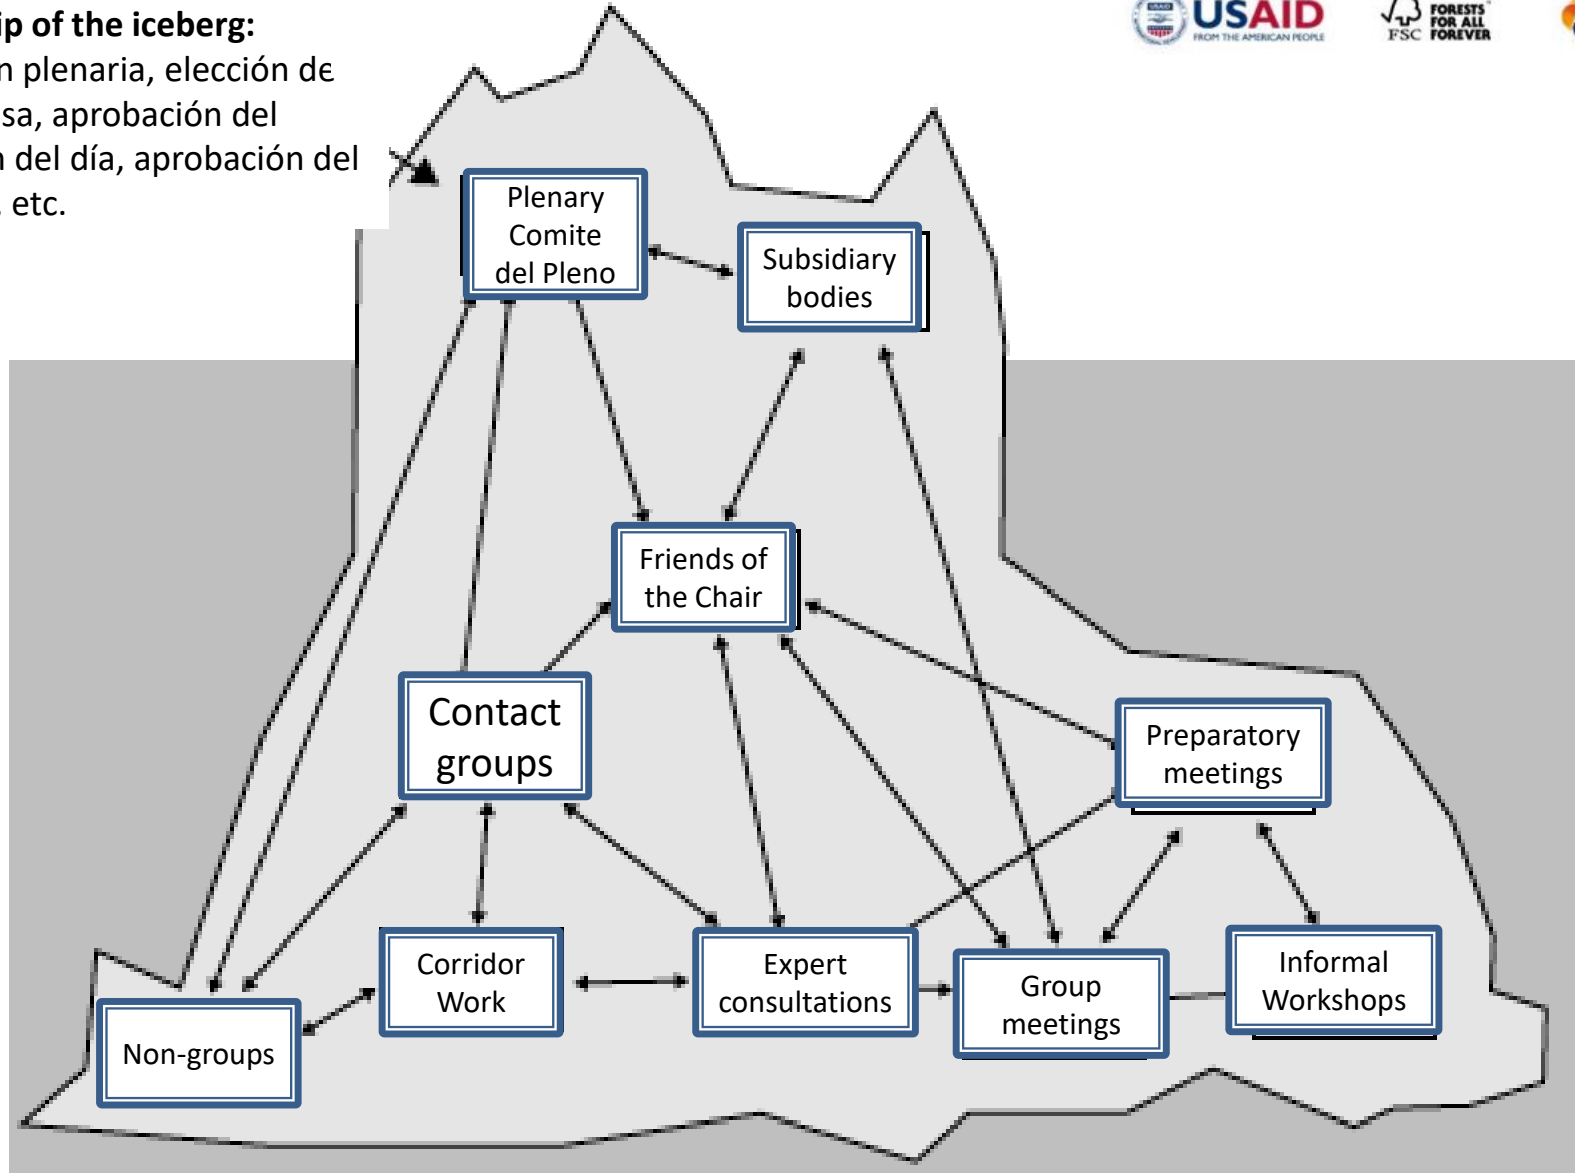 ip of the iceberg:
n plenaria, elección de
sa, aprobación del
n del día, aprobación del
. etc.
USAID
FROM THE AMERICAN PEOPLE
FSC
FORESTS
FOR ALL
FOREVER
Plenary
Comite
del Pleno
Subsidiary
bodies
Friends of
the Chair
Contact
groups
Preparatory
meetings
Corridor
Work
Expert
consultations
Group
meetings
Informal
Workshops
Non-groups